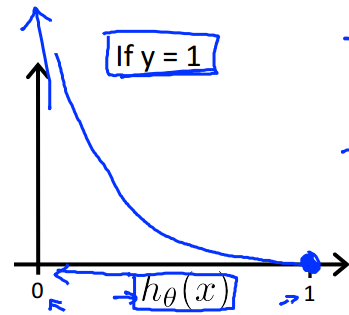 If y = 1
0
hθ(x)
1